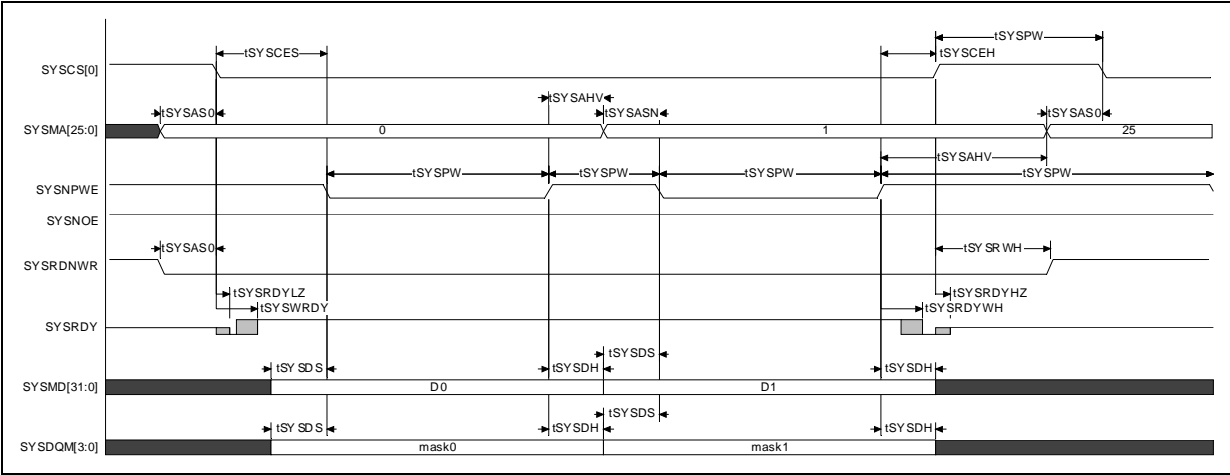 tSYSPW
tSYSCES
tSYSCEH
SYSCS[0]
tSYSAHV
tSYSAS0
tSYSASN
tSYSAS0
SYSMA[25:0]
0
1
25
tSYSAHV
tSYSPW
tSYSPW
tSYSPW
tSYSPW
SYSNPWE
SYSNOE
tSYSAS0
tSYSRWH
SYSRDNWR
tSYSRDYLZ
tSYSRDYHZ
tSYSWRDY
tSYSRDYWH
SYSRDY
tSYSDS
tSYSDS
tSYSDH
tSYSDH
SYSMD[31:0]
D0
D1
tSYSDS
tSYSDS
tSYSDH
tSYSDH
SYSDQM[3:0]
mask0
mask1